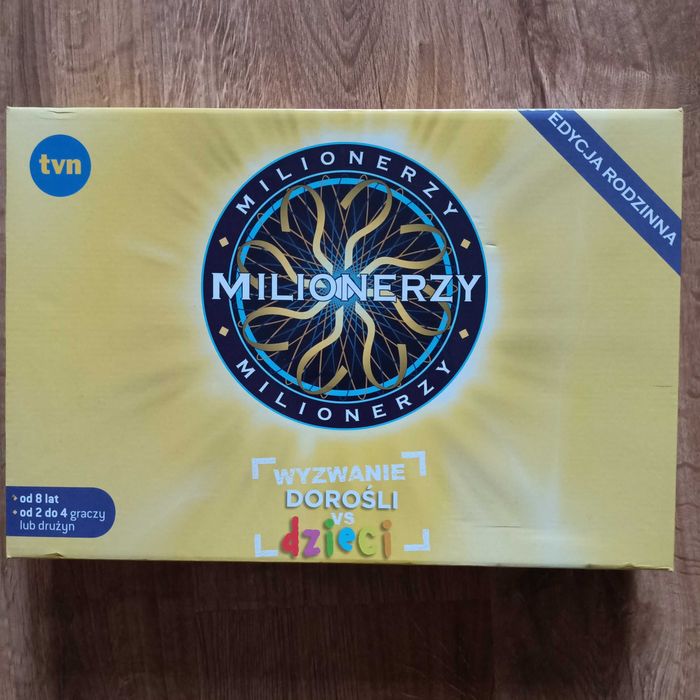 tvn
EDYCJA RODZINNA
MILIONERZY
MILIONERZY
MILIONERZY
WYZWANIE
DOROŚLI
VS
dzieci
od 8 lat
od 2 do 4 graczy
lub drużyn